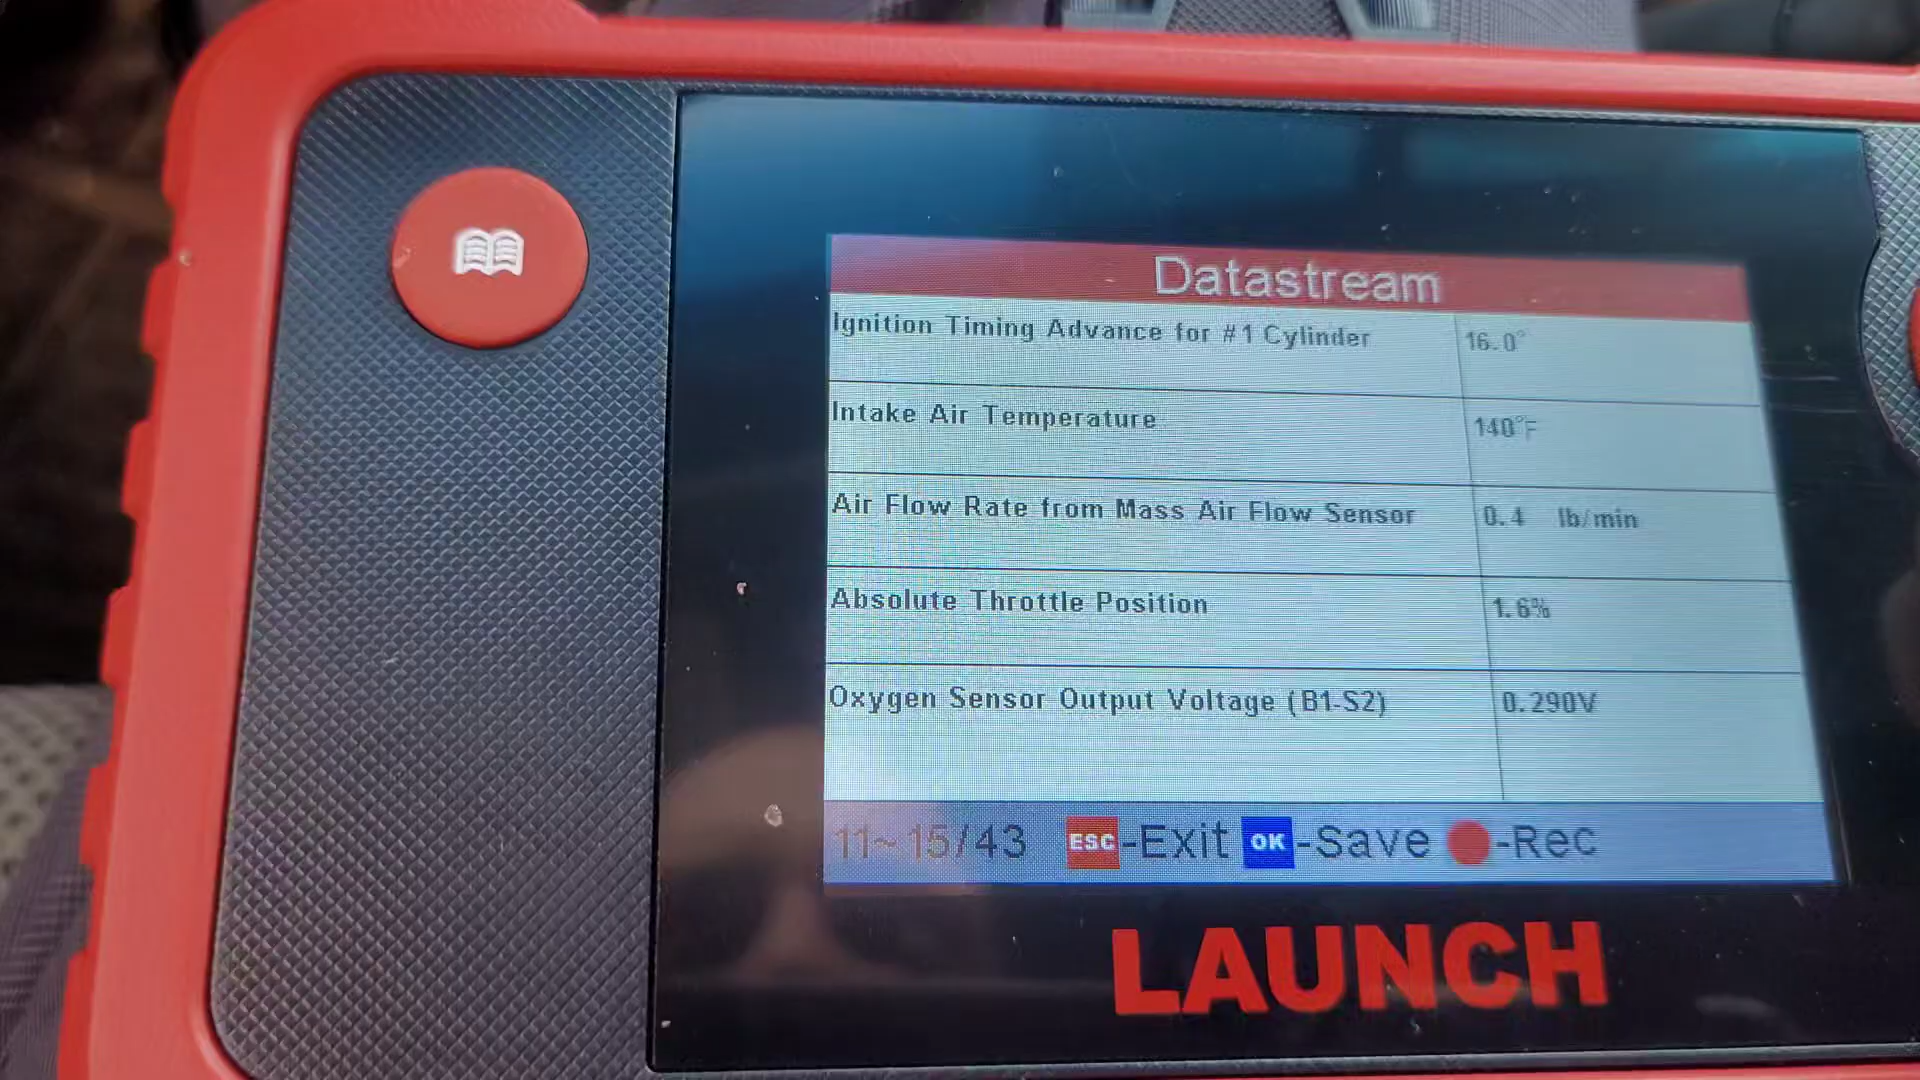 Datastream
Ignition Timing Advance for #1 Cylinder 16.0°
Intake Air Temperature 140°F
Air Flow Rate from Mass Air Flow Sensor 0.4 lb/min
Absolute Throttle Position 1.6%
Oxygen Sensor Output Voltage (B1-S2) 0.290V
11~15/43 ESC-Exit OK-Save -Rec
LAUNCH